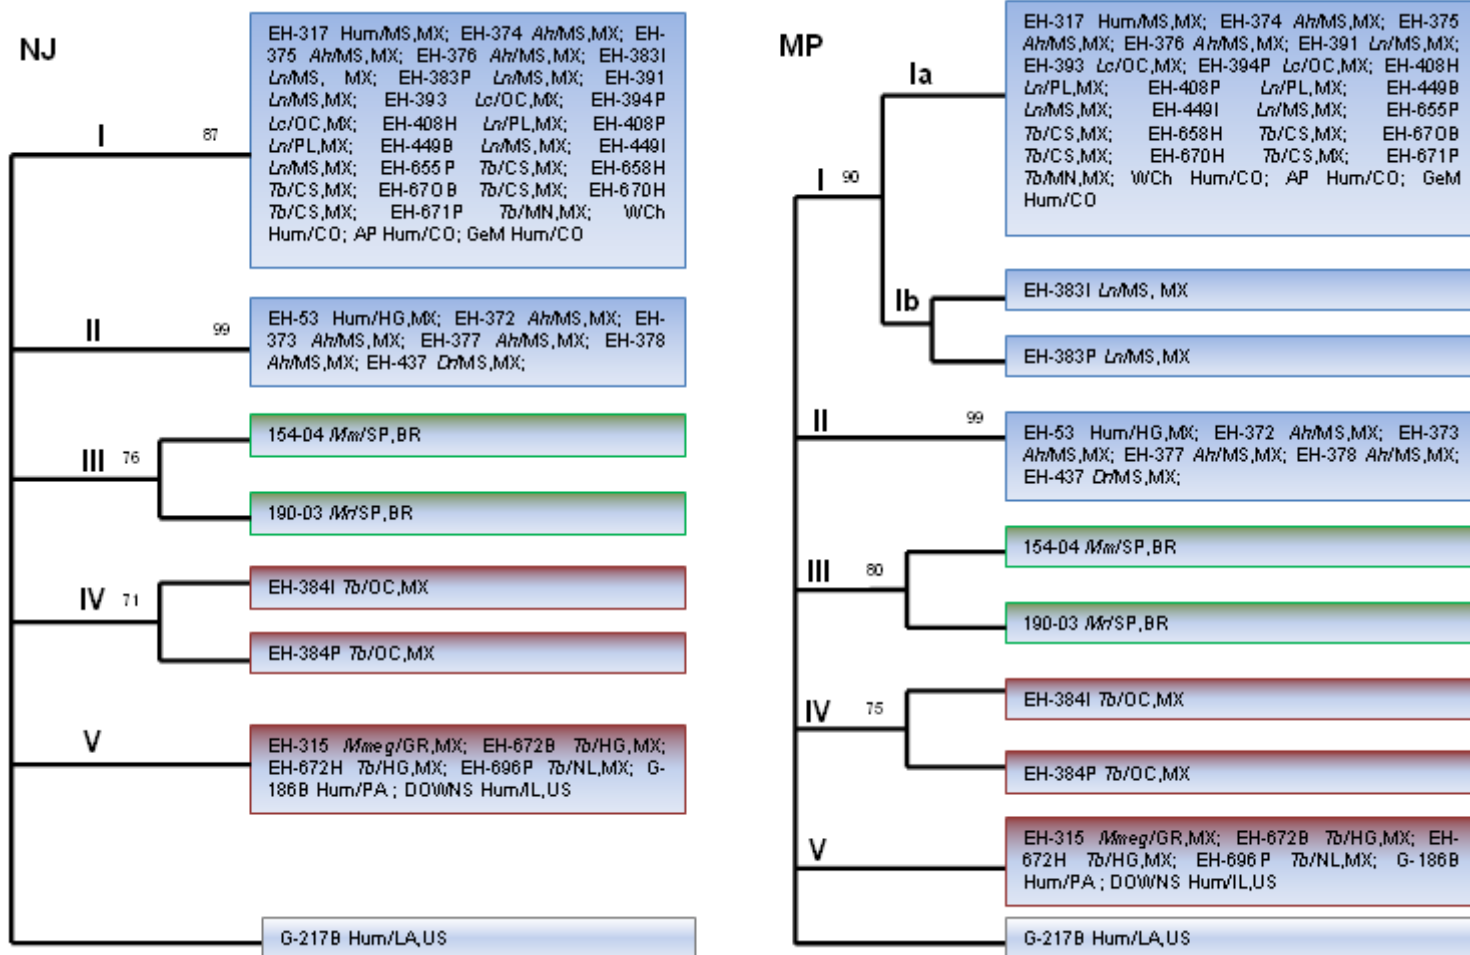 NJ
I
87
EH-317 Hum/MS,MX; EH-374 Ah/MS,MX; EH-
375 Ah/MS,MX; EH-376 Ah/MS,MX; EH-383I
Ln/MS, MX; EH-383P Ln/MS,MX; EH-391
Ln/MS,MX; EH-393 Lc/OC,MX; EH-394P
Lc/OC,MX; EH-408H Ln/PL,MX; EH-408P
Ln/PL,MX; EH-449B Ln/MS,MX; EH-449I
Ln/MS,MX; EH-655P Tb/CS,MX; EH-658H
Tb/CS,MX; EH-670B Tb/CS,MX; EH-670H
Tb/CS,MX; EH-671P Tb/MN,MX; WCh
Hum/CO; AP Hum/CO; GeM Hum/CO
II
99
EH-53 Hum/HG,MX; EH-372 Ah/MS,MX; EH-
373 Ah/MS,MX; EH-377 Ah/MS,MX; EH-378
Ah/MS,MX; EH-437 Dr/MS,MX;
III
76
154-04 Mm/SP,BR
190-03 Mr/SP,BR
IV
71
EH-384I Tb/OC,MX
EH-384P Tb/OC,MX
V
EH-315 Mmeg/GR,MX; EH-672B Tb/HG,MX;
EH-672H Tb/HG,MX; EH-696P Tb/NL,MX; G-
186B Hum/PA ; DOWNS Hum/IL,US
G-217B Hum/LA,US
MP
I
90
Ia
EH-317 Hum/MS,MX; EH-374 Ah/MS,MX; EH-375
Ah/MS,MX; EH-376 Ah/MS,MX; EH-391 Ln/MS,MX;
EH-393 Lc/OC,MX; EH-394P Lc/OC,MX; EH-408H
Ln/PL,MX; EH-408P Ln/PL,MX; EH-449B
Ln/MS,MX; EH-449I Ln/MS,MX; EH-655P
Tb/CS,MX; EH-658H Tb/CS,MX; EH-670B
Tb/CS,MX; EH-670H Tb/CS,MX; EH-671P
Tb/MN,MX; WCh Hum/CO; AP Hum/CO; GeM
Hum/CO
Ib
EH-383I Ln/MS, MX
EH-383P Ln/MS,MX
II
99
EH-53 Hum/HG,MX; EH-372 Ah/MS,MX; EH-373
Ah/MS,MX; EH-377 Ah/MS,MX; EH-378 Ah/MS,MX;
EH-437 Dr/MS,MX;
III
80
154-04 Mm/SP,BR
190-03 Mr/SP,BR
IV
75
EH-384I Tb/OC,MX
EH-384P Tb/OC,MX
V
EH-315 Mmeg/GR,MX; EH-672B Tb/HG,MX; EH-
672H Tb/HG,MX; EH-696P Tb/NL,MX; G-186B
Hum/PA ; DOWNS Hum/IL,US
G-217B Hum/LA,US